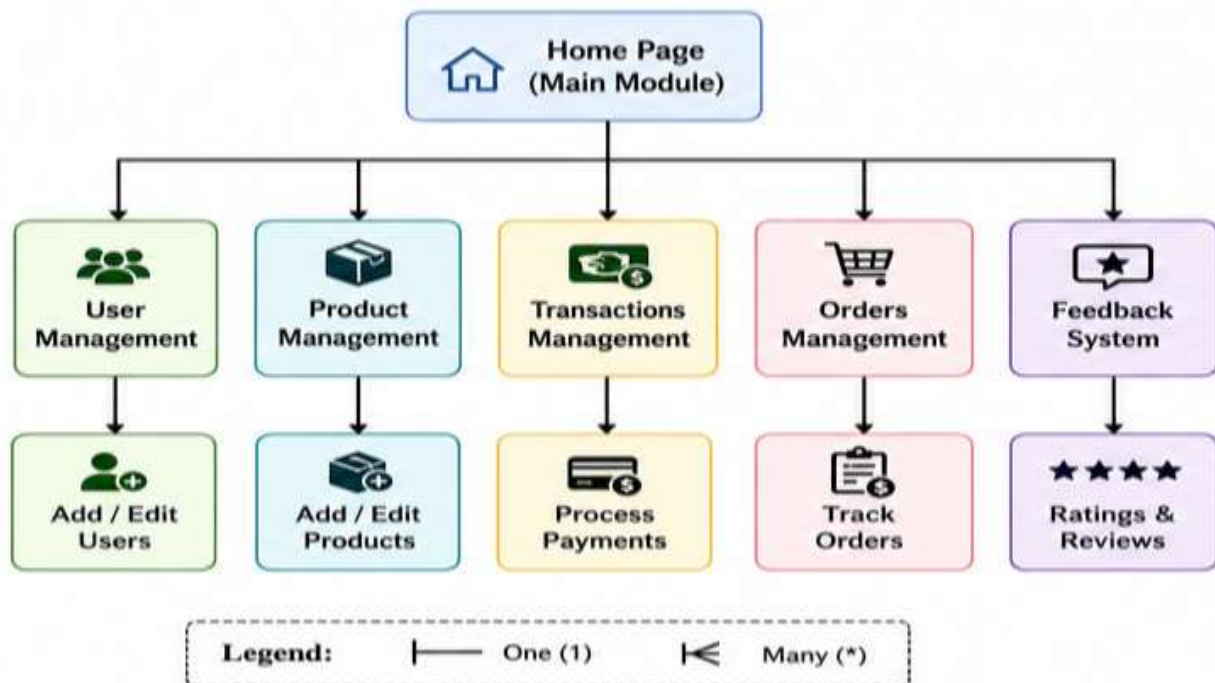 Home Page
(Main Module)
User
Management
Product
Management
Transactions
Management
Orders
Management
Feedback
System
Add / Edit
Users
Add / Edit
Products
Process
Payments
Track
Orders
Ratings &
Reviews
Legend: One (1) Many (*)